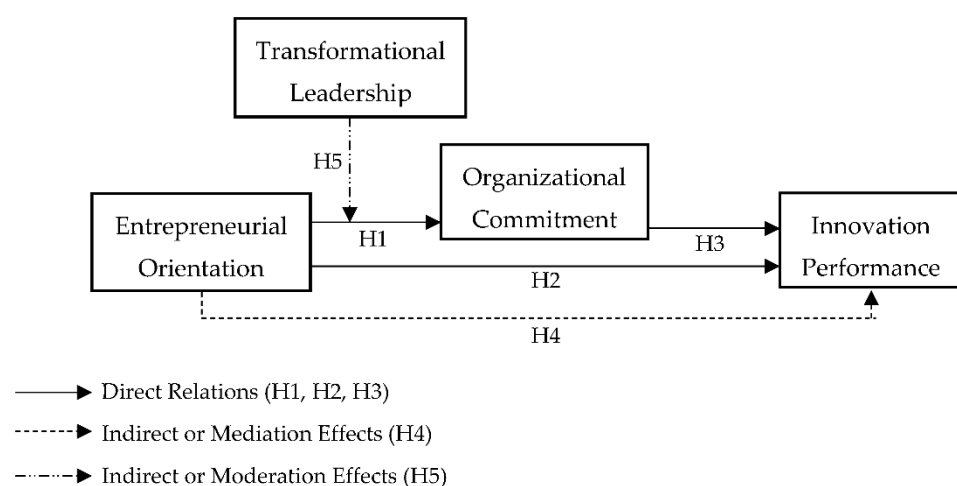 Transformational
Leadership
H5
Organizational
Commitment
Entrepreneurial
Orientation
H1
H3
Innovation
Performance
H2
H4
Direct Relations (H1, H2, H3)
Indirect or Mediation Effects (H4)
Indirect or Moderation Effects (H5)